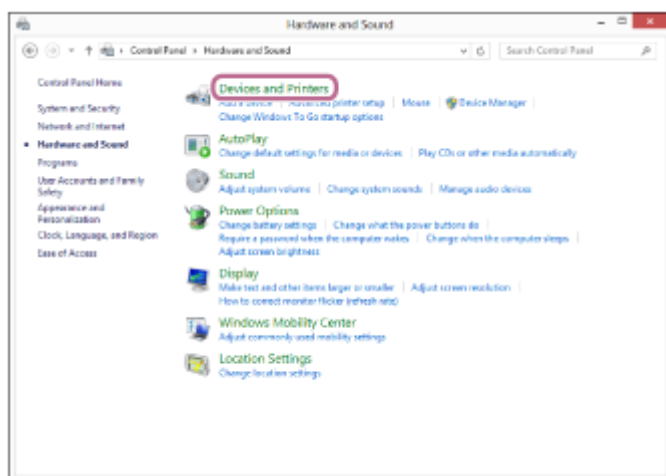 Hardware and Sound
Control Panel › Hardware and Sound
Search Control Panel
Control Panel Home
System and Security
Network and Internet
Hardware and Sound
Programs
User Accounts and Family
Safety
Appearance and
Personalization
Clock, Language, and Region
Ease of Access
Devices and Printers
Add a device | Advanced printer setup | Mouse | Device Manager
Change Windows To Go startup options
AutoPlay
Change default settings for media or devices | Play CDs or other media automatically
Sound
Adjust system volume | Change system sounds | Manage audio devices
Power Options
Change battery settings | Change what the power buttons do
Require a password when the computer wakes | Change when the computer sleeps
Adjust screen brightness
Display
Make text and other items larger or smaller | Adjust screen resolution
How to correct monitor flicker (refresh rate)
Windows Mobility Center
Adjust commonly used mobility settings
Location Settings
Change location settings